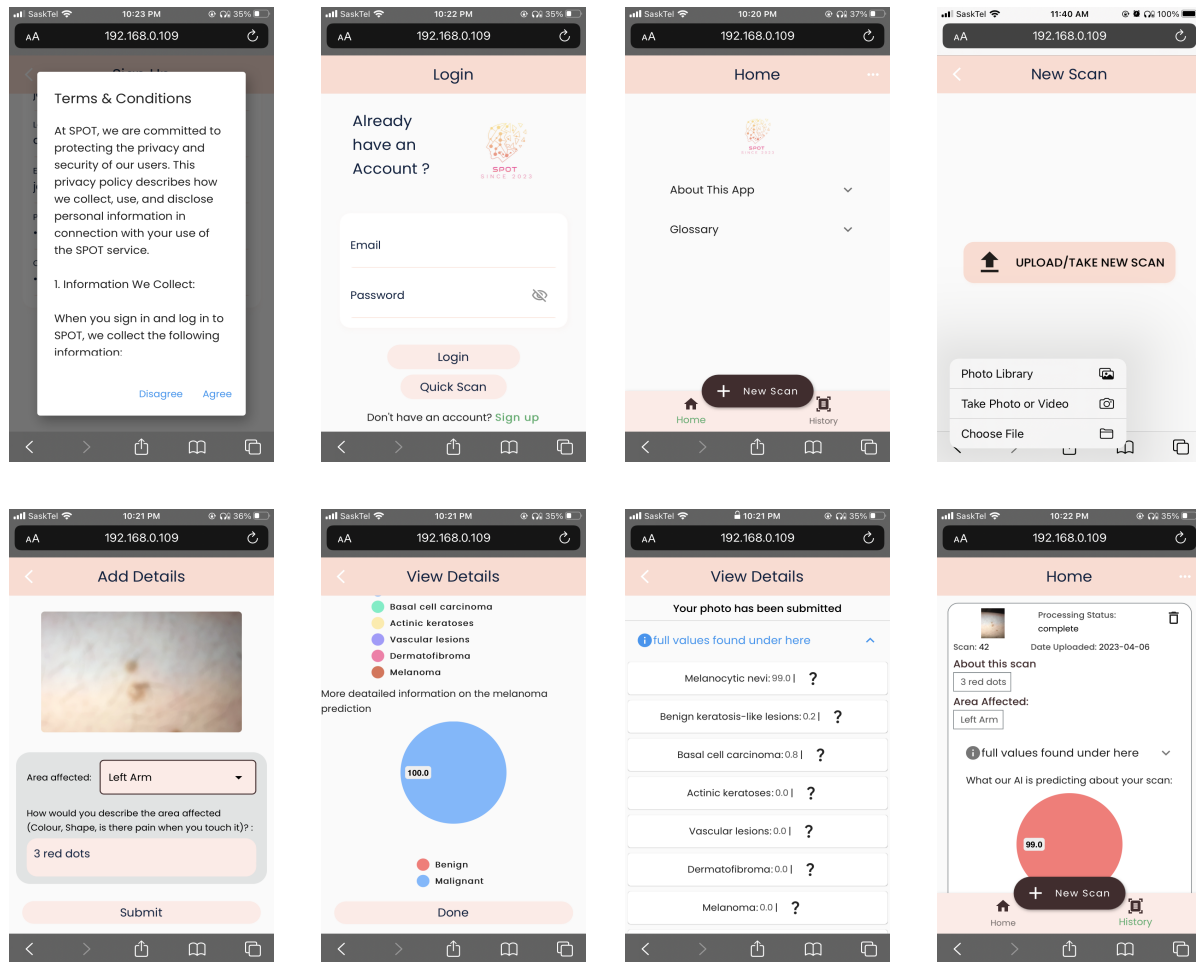 SaskTel 10:23 PM 35%
AA 192.168.0.109
Terms & Conditions
At SPOT, we are committed to
protecting the privacy and
security of our users. This
privacy policy describes how
we collect, use, and disclose
personal information in
connection with your use of
the SPOT service.
1. Information We Collect:
When you sign in and log in to
SPOT, we collect the following
information:
Disagree Agree
SaskTel 10:22 PM 35%
AA 192.168.0.109
Login
Already
have an
Account ?
SPOT
SINCE 2023
Email
Password
Login
Quick Scan
Don't have an account? Sign up
SaskTel 10:20 PM 37%
AA 192.168.0.109
Home
SPOT
SINCE 2023
About This App
Glossary
+ New Scan
Home
History
SaskTel 11:40 AM 100%
AA 192.168.0.109
New Scan
UPLOAD/TAKE NEW SCAN
Photo Library
Take Photo or Video
Choose File
SaskTel 10:21 PM 36%
AA 192.168.0.109
Add Details
Area affected: Left Arm
How would you describe the area affected
(Colour, Shape, is there pain when you touch it)? :
3 red dots
Submit
SaskTel 10:21 PM 35%
AA 192.168.0.109
View Details
Basal cell carcinoma
Actinic keratoses
Vascular lesions
Dermatofibroma
Melanoma
More deatailed information on the melanoma
prediction
100.0
Benign
Malignant
Done
SaskTel 10:21 PM 35%
AA 192.168.0.109
View Details
Your photo has been submitted
full values found under here
Melanocytic nevi: 99.0 | ?
Benign keratosis-like lesions: 0.2 | ?
Basal cell carcinoma: 0.8 | ?
Actinic keratoses: 0.0 | ?
Vascular lesions: 0.0 | ?
Dermatofibroma: 0.0 | ?
Melanoma: 0.0 | ?
SaskTel 10:22 PM 35%
AA 192.168.0.109
Home
Processing Status:
complete
Scan: 42 Date Uploaded: 2023-04-06
About this scan
3 red dots
Area Affected:
Left Arm
full values found under here
What our AI is predicting about your scan:
99.0
+ New Scan
Home
History